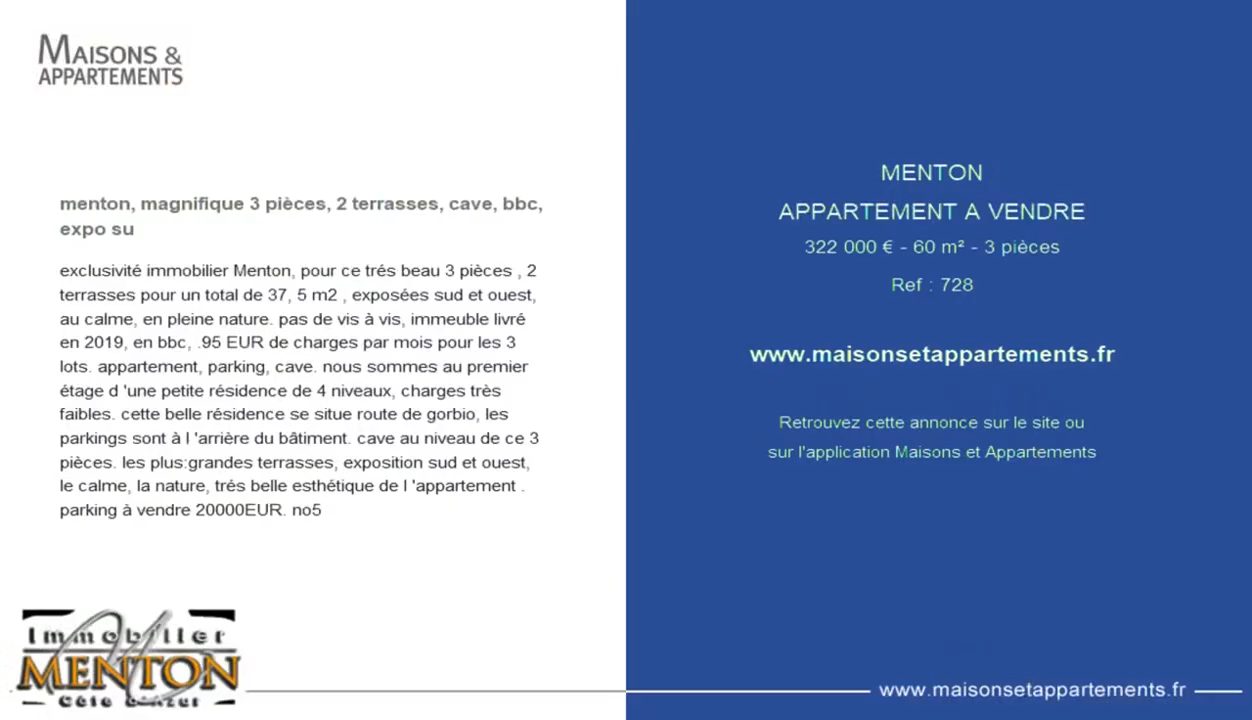 MAISONS &
APPARTEMENTS
menton, magnifique 3 pièces, 2 terrasses, cave, bbc,
expo su
exclusivité immobilier Menton, pour ce trés beau 3 pièces , 2
terrasses pour un total de 37, 5 m2 , exposées sud et ouest,
au calme, en pleine nature. pas de vis à vis, immeuble livré
en 2019, en bbc, .95 EUR de charges par mois pour les 3
lots. appartement, parking, cave. nous sommes au premier
étage d 'une petite résidence de 4 niveaux, charges très
faibles. cette belle résidence se situe route de gorbio, les
parkings sont à l 'arrière du bâtiment. cave au niveau de ce 3
pièces. les plus:grandes terrasses, exposition sud et ouest,
le calme, la nature, trés belle esthétique de l 'appartement .
parking à vendre 20000EUR. no5
Immobilier
MENTON
Côte d'Azur
MENTON
APPARTEMENT A VENDRE
322 000 € - 60 m² - 3 pièces
Ref : 728
www.maisonsetappartements.fr
Retrouvez cette annonce sur le site ou
sur l'application Maisons et Appartements
www.maisonsetappartements.fr